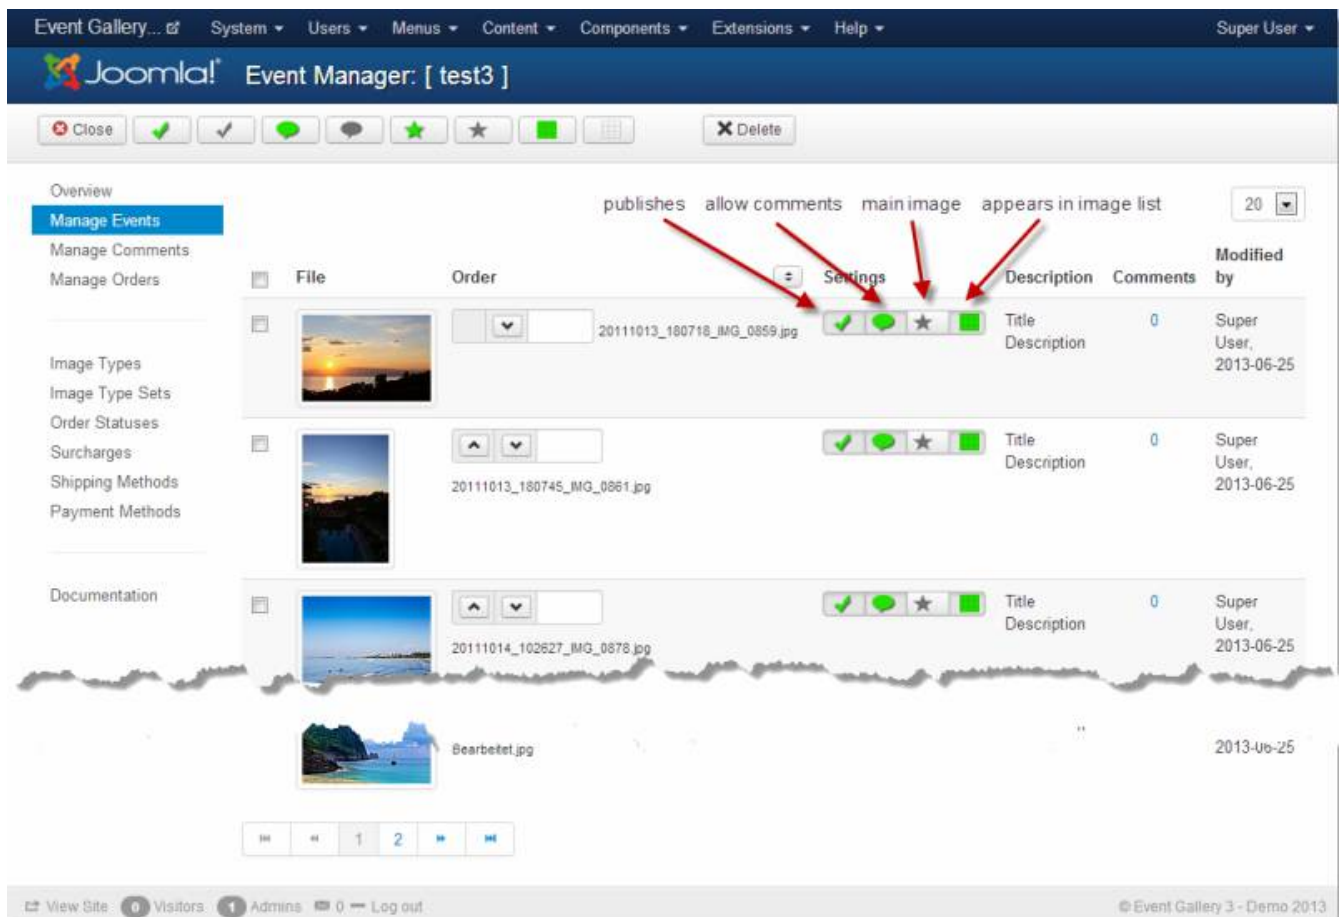 Event Gallery... System Users Menus Content Components Extensions Help Super User
Joomla! Event Manager: [ test3 ]
Close Delete
Overview
Manage Events
Manage Comments
Manage Orders
Image Types
Image Type Sets
Order Statuses
Surcharges
Shipping Methods
Payment Methods
Documentation
publishes allow comments main image appears in image list 20
File Order Settings Description Comments Modified by
20111013_180718_IMG_0859.jpg Title 0 Super
Description User,
2013-06-25
20111013_180745_IMG_0861.jpg Title 0 Super
Description User,
2013-06-25
20111014_102627_IMG_0878.jpg Title 0 Super
Description User,
2013-06-25
Bearbeitet.jpg 2013-06-25
1 2
View Site 0 Visitors 1 Admins 0 Log out © Event Gallery 3 - Demo 2013